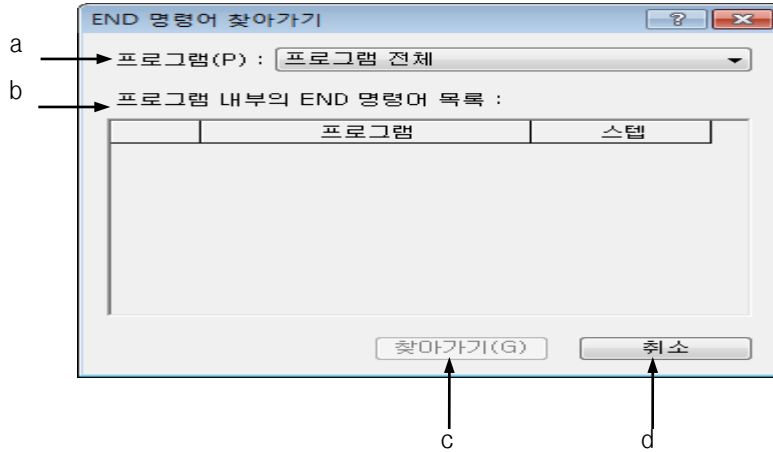 END 명령어 찾아가기
a
프로그램(P) : 프로그램 전체
b
프로그램 내부의 END 명령어 목록 :
프로그램 스텝
찾아가기(G) 취소
c d